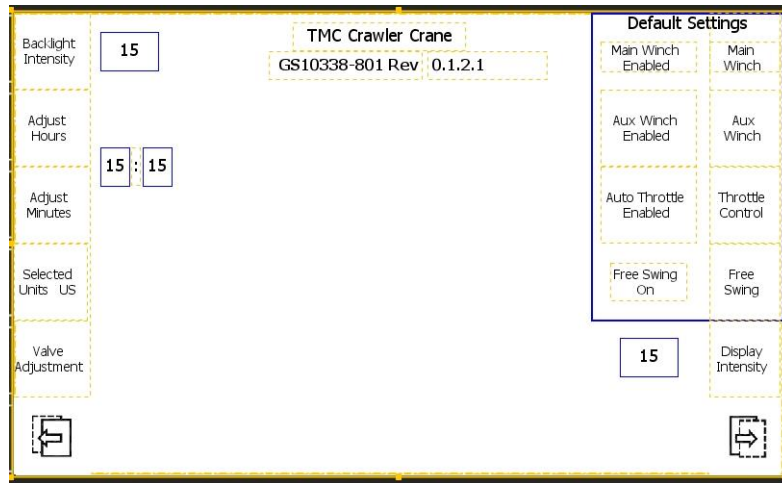 Backlight
Intensity
15
Adjust
Hours
15 : 15
Adjust
Minutes
Selected
Units US
Valve
Adjustment
TMC Crawler Crane
GS10338-801 Rev 0.1.2.1
Default Settings
Main Winch
Enabled
Main
Winch
Aux Winch
Enabled
Aux
Winch
Auto Throttle
Enabled
Throttle
Control
Free Swing
On
Free
Swing
15
Display
Intensity